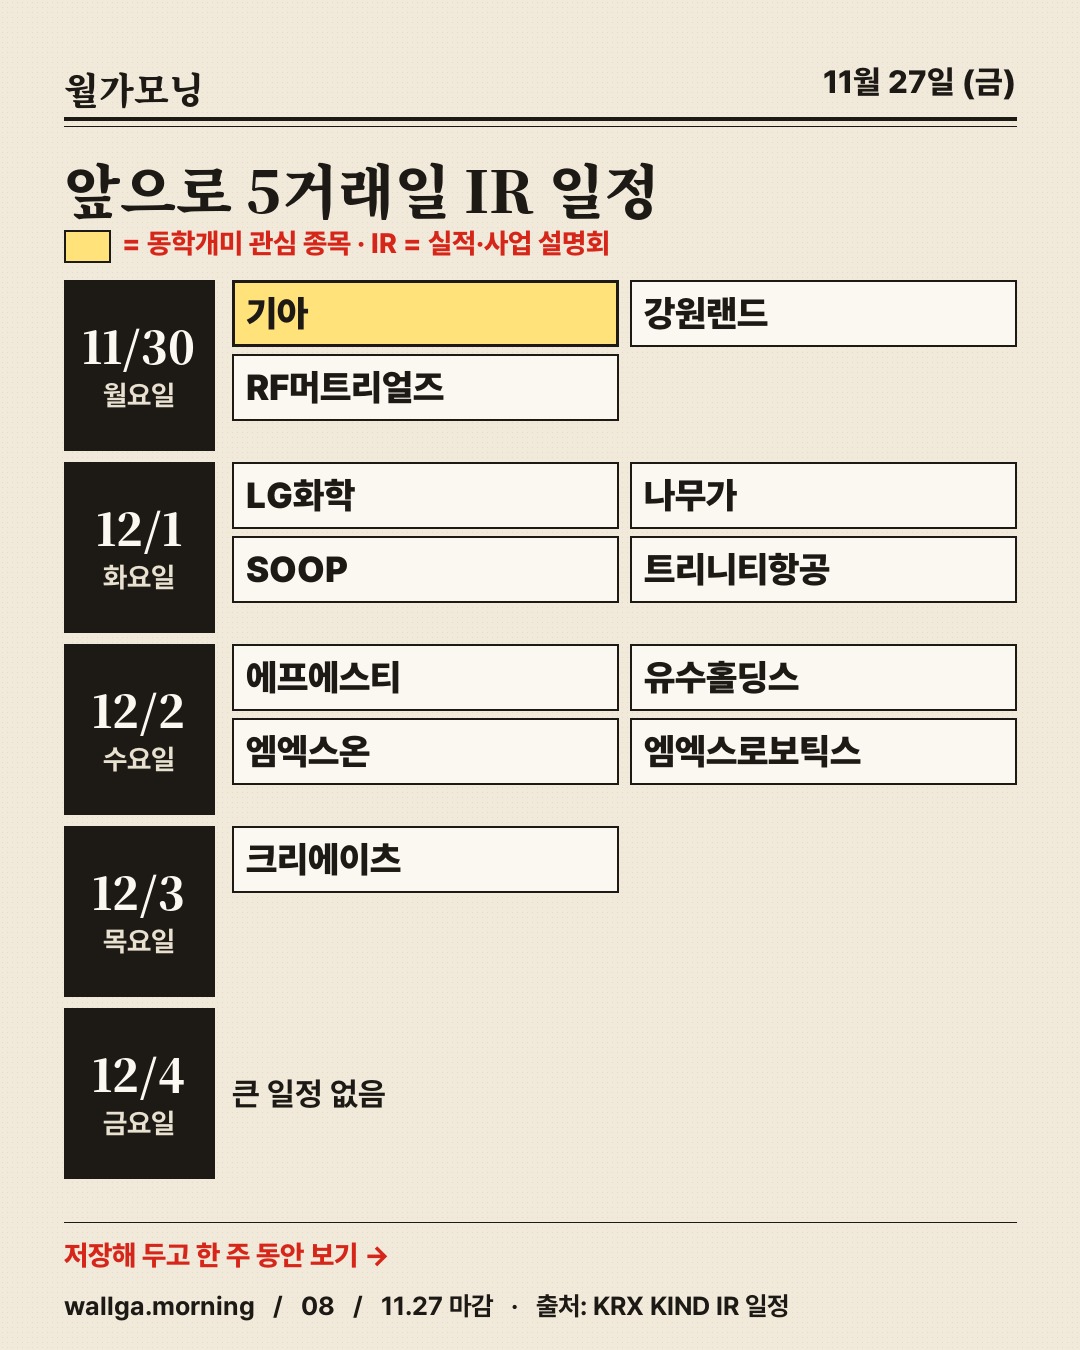 월가모닝
11월 27일 (금)
앞으로 5거래일 IR 일정
= 동학개미 관심 종목 · IR = 실적·사업 설명회
11/30
월요일
기아
강원랜드
RF머트리얼즈
12/1
화요일
LG화학
나무가
SOOP
트리니티항공
12/2
수요일
에프에스티
유수홀딩스
엠엑스온
엠엑스로보틱스
12/3
목요일
크리에이츠
12/4
금요일
큰 일정 없음
저장해 두고 한 주 동안 보기 →
wallga.morning / 08 / 11.27 마감 · 출처: KRX KIND IR 일정